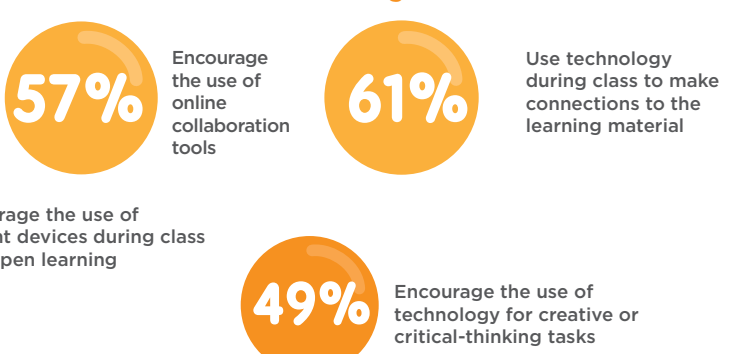 57%
Encourage
the use of
online
collaboration
tools
61%
Use technology
during class to make
connections to the
learning material
rage the use of
nt devices during class
pen learning
49%
Encourage the use of
technology for creative or
critical-thinking tasks